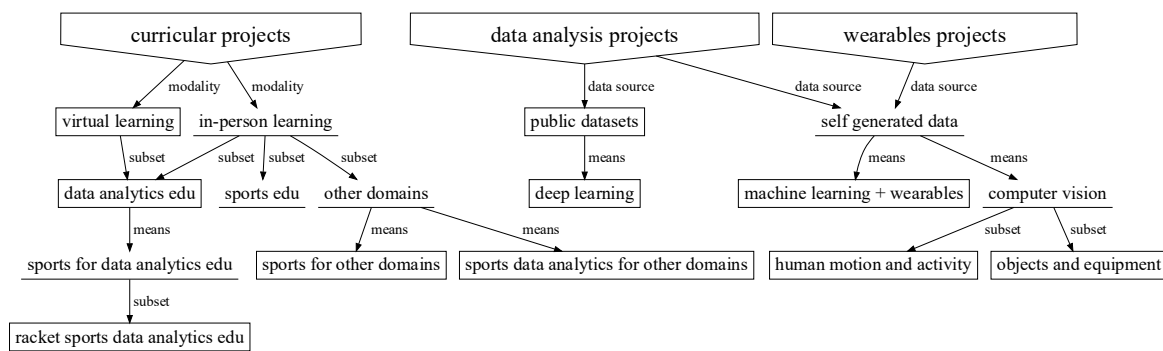 curricular projects
data analysis projects
wearables projects
modality
modality
data source
data source
data source
virtual learning
in-person learning
public datasets
self generated data
subset
subset
subset
subset
means
means
means
data analytics edu
sports edu
other domains
deep learning
machine learning + wearables
computer vision
means
means
means
subset
subset
sports for data analytics edu
sports for other domains
sports data analytics for other domains
human motion and activity
objects and equipment
subset
racket sports data analytics edu